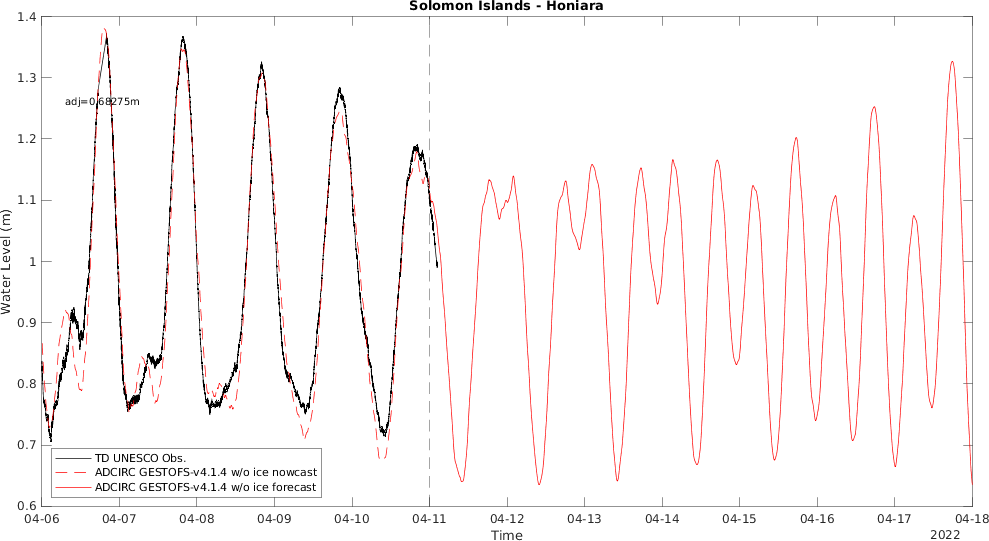 Solomon Islands - Honiara
1.4
1.3
1.2
1.1
1
0.9
0.8
0.7
0.6
Water Level (m)
adj=0.68275m
TD UNESCO Obs.
ADCIRC GESTOFS-v4.1.4 w/o ice nowcast
ADCIRC GESTOFS-v4.1.4 w/o ice forecast
04-06 04-07 04-08 04-09 04-10 04-11 04-12 04-13 04-14 04-15 04-16 04-17 04-18
Time
2022